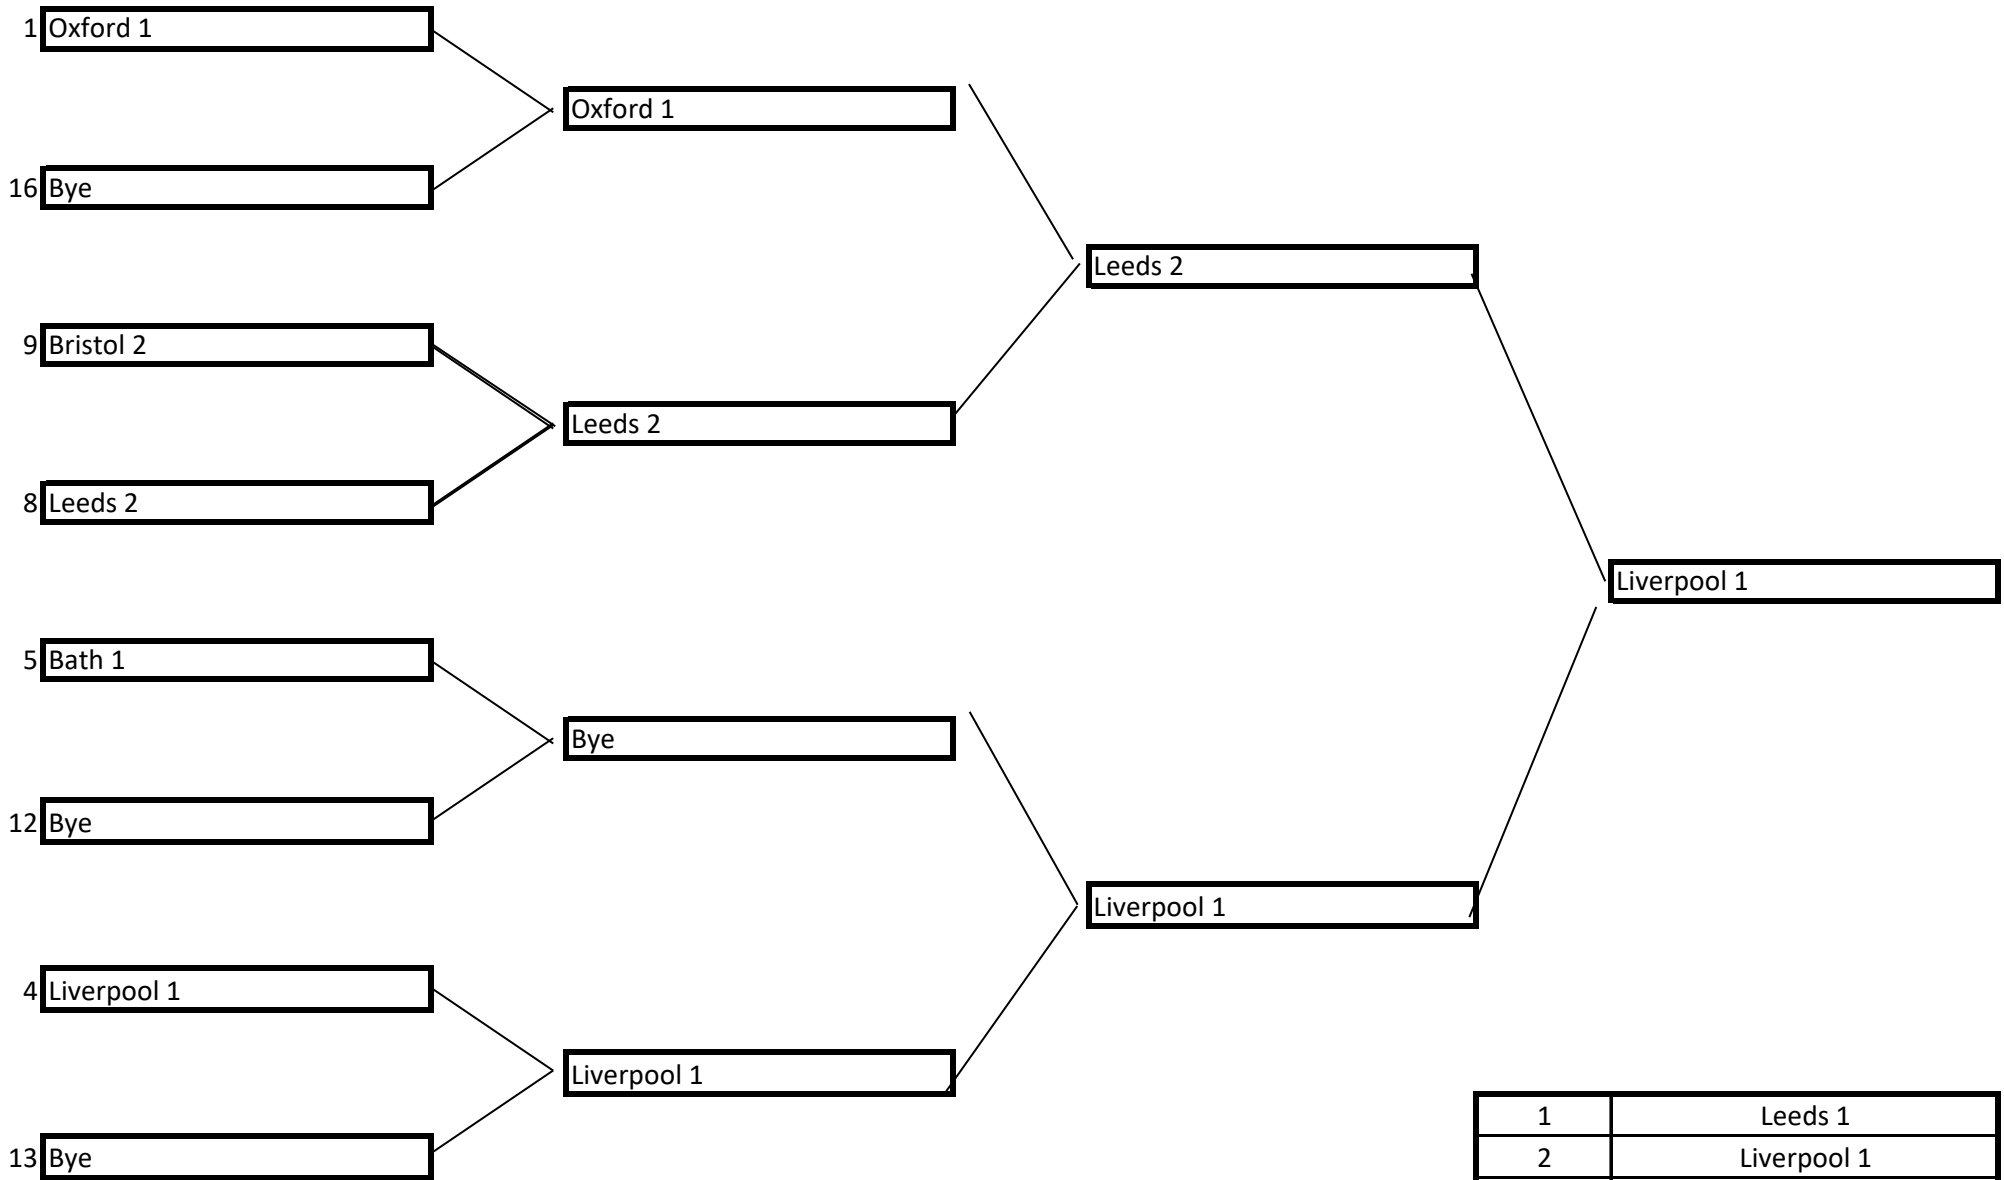 1 Oxford 1
Oxford 1
16 Bye
Leeds 2
9 Bristol 2
Leeds 2
8 Leeds 2
Liverpool 1
5 Bath 1
Bye
12 Bye
Liverpool 1
4 Liverpool 1
Liverpool 1
1 Leeds 1
13 Bye
2 Liverpool 1